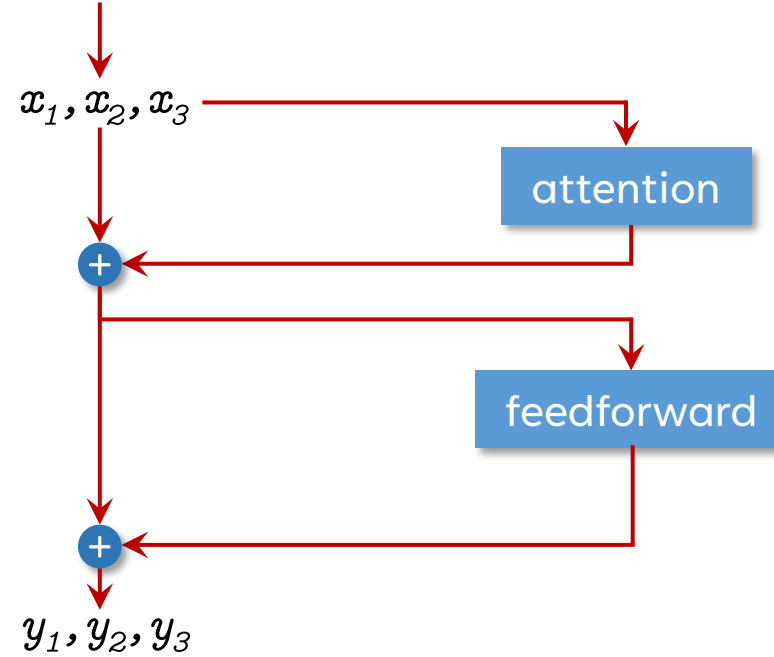 x₁, x₂, x₃
attention
+
feedforward
+
y₁, y₂, y₃